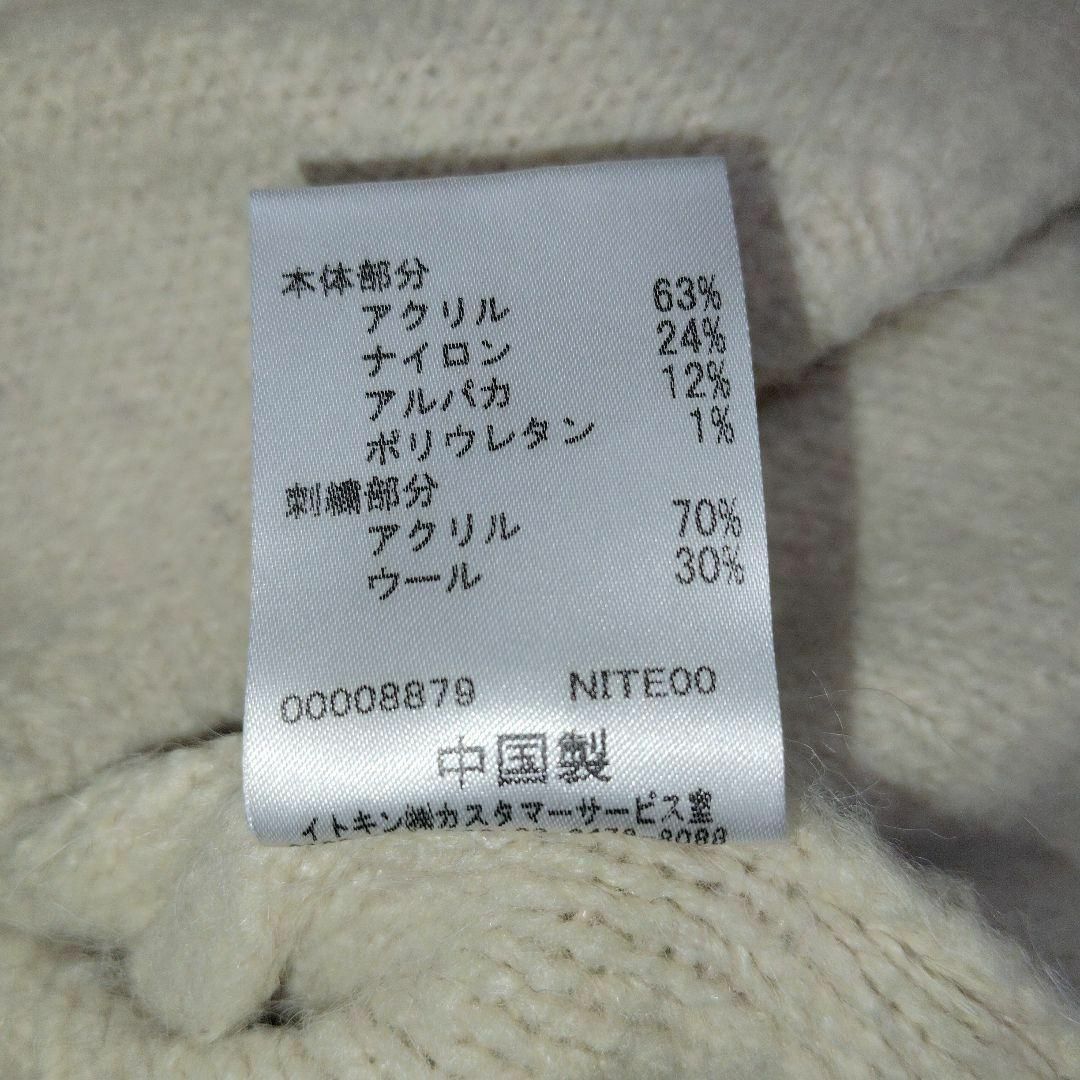 本体部分
アクリル 63%
ナイロン 24%
アルパカ 12%
ポリウレタン 1%
刺繍部分
アクリル 70%
ウール 30%
00008879 NITE00
中国製
イトキン㈱カスタマーサービス室
8088